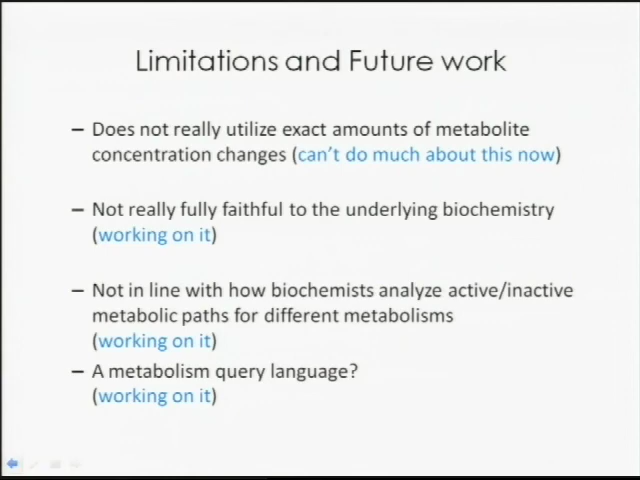 Limitations and Future work
– Does not really utilize exact amounts of metabolite
concentration changes (can't do much about this now)
– Not really fully faithful to the underlying biochemistry
(working on it)
– Not in line with how biochemists analyze active/inactive
metabolic paths for different metabolisms
(working on it)
– A metabolism query language?
(working on it)